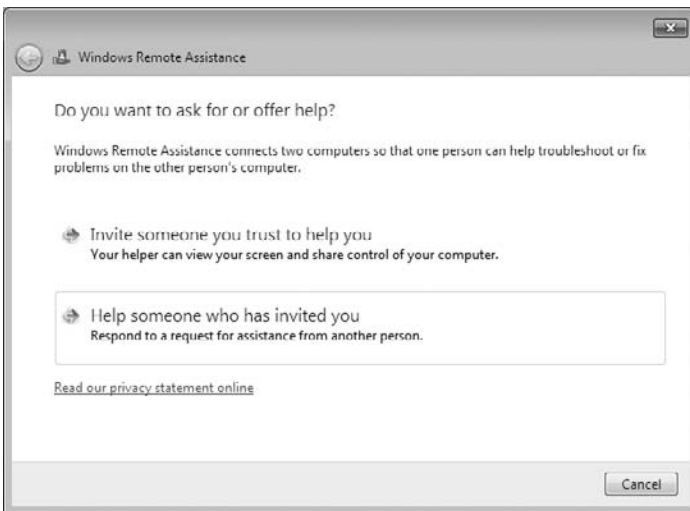 Windows Remote Assistance
Do you want to ask for or offer help?
Windows Remote Assistance connects two computers so that one person can help troubleshoot or fix
problems on the other person's computer.
Invite someone you trust to help you
Your helper can view your screen and share control of your computer.
Help someone who has invited you
Respond to a request for assistance from another person.
Read our privacy statement online
Cancel